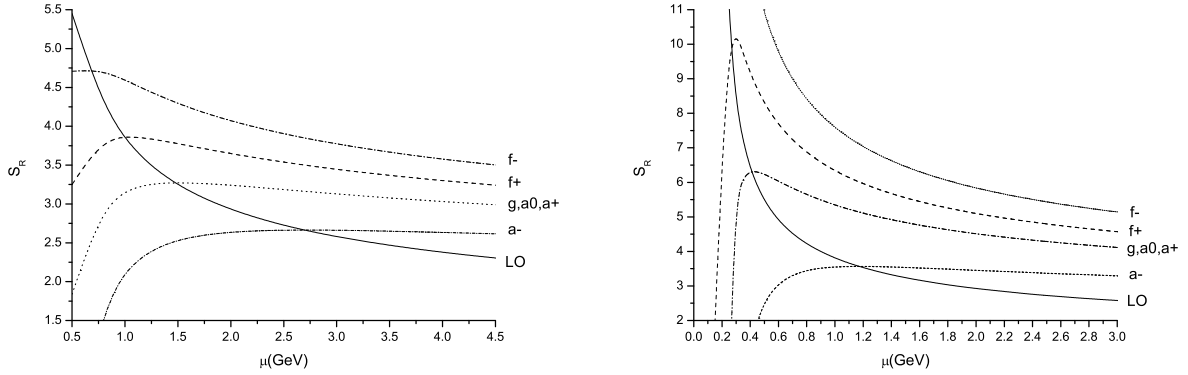 5.5
5.0
4.5
4.0
3.5
3.0
2.5
2.0
1.5
S_R
0.5 1.0 1.5 2.0 2.5 3.0 3.5 4.0 4.5
μ(GeV)
f-
f+
g,a0,a+
a-
LO
11
10
9
8
7
6
5
4
3
2
S_R
0.0 0.2 0.4 0.6 0.8 1.0 1.2 1.4 1.6 1.8 2.0 2.2 2.4 2.6 2.8 3.0
μ(GeV)
f-
f+
g,a0,a+
a-
LO